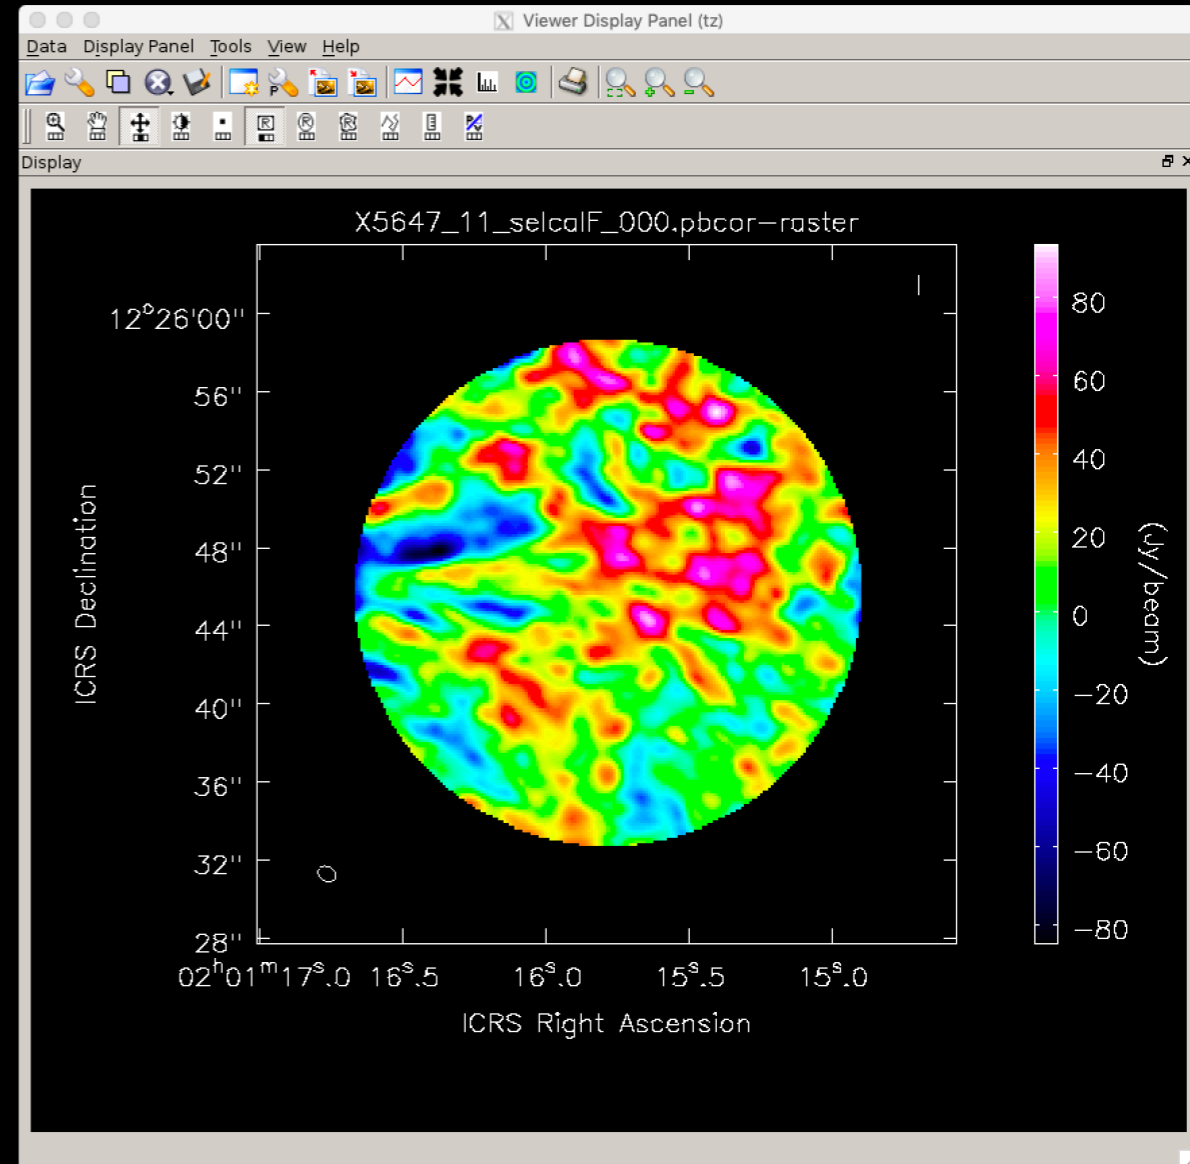 Viewer Display Panel (tz)
Data Display Panel Tools View Help
P
R R R P/V
Display
X5647_11_selcalF_000.pbcor-raster
12°26'00"
56"
52"
48"
44"
40"
36"
32"
28"
ICRS Declination
02ʰ01ᵐ17ˢ.0 16ˢ.5 16ˢ.0 15ˢ.5 15ˢ.0
ICRS Right Ascension
80
60
40
20
0
−20
−40
−60
−80
(Jy/beam)